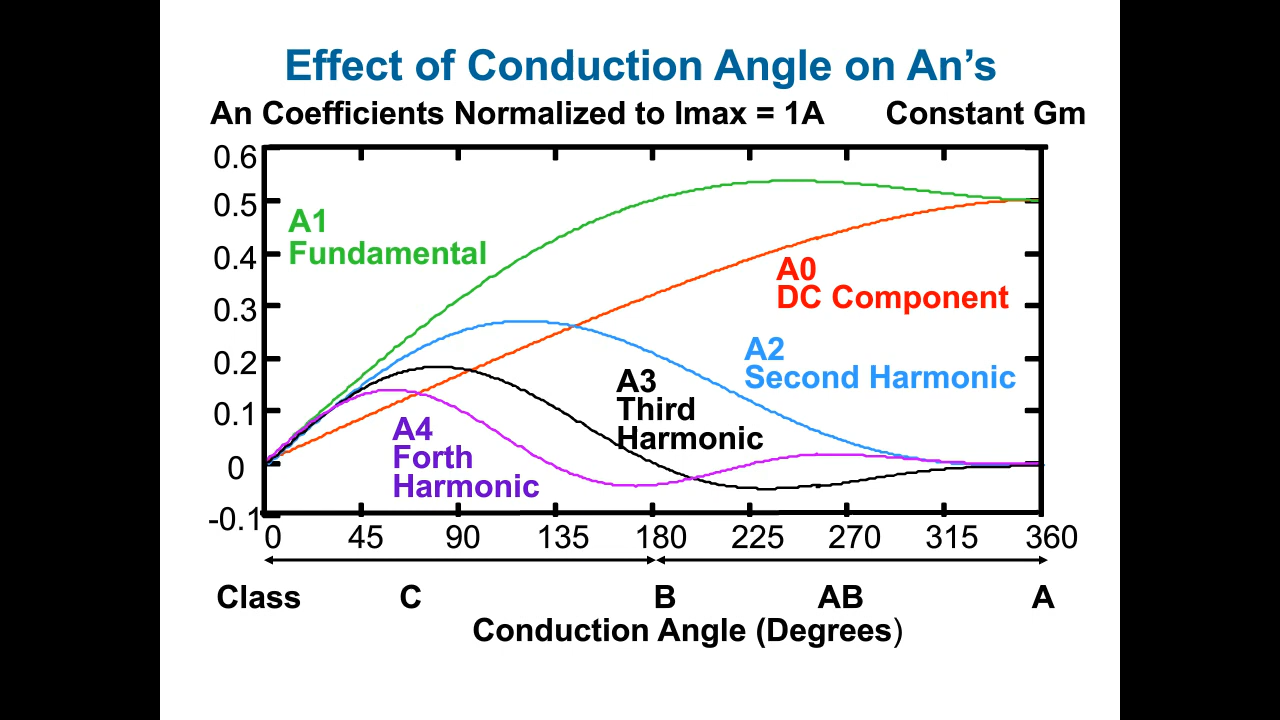 Effect of Conduction Angle on An’s
An Coefficients Normalized to Imax = 1A Constant Gm
0.6
0.5
0.4
0.3
0.2
0.1
0
-0.1
A1
Fundamental
A0
DC Component
A2
Second Harmonic
A3
Third
Harmonic
A4
Forth
Harmonic
0 45 90 135 180 225 270 315 360
Class C B AB A
Conduction Angle (Degrees)